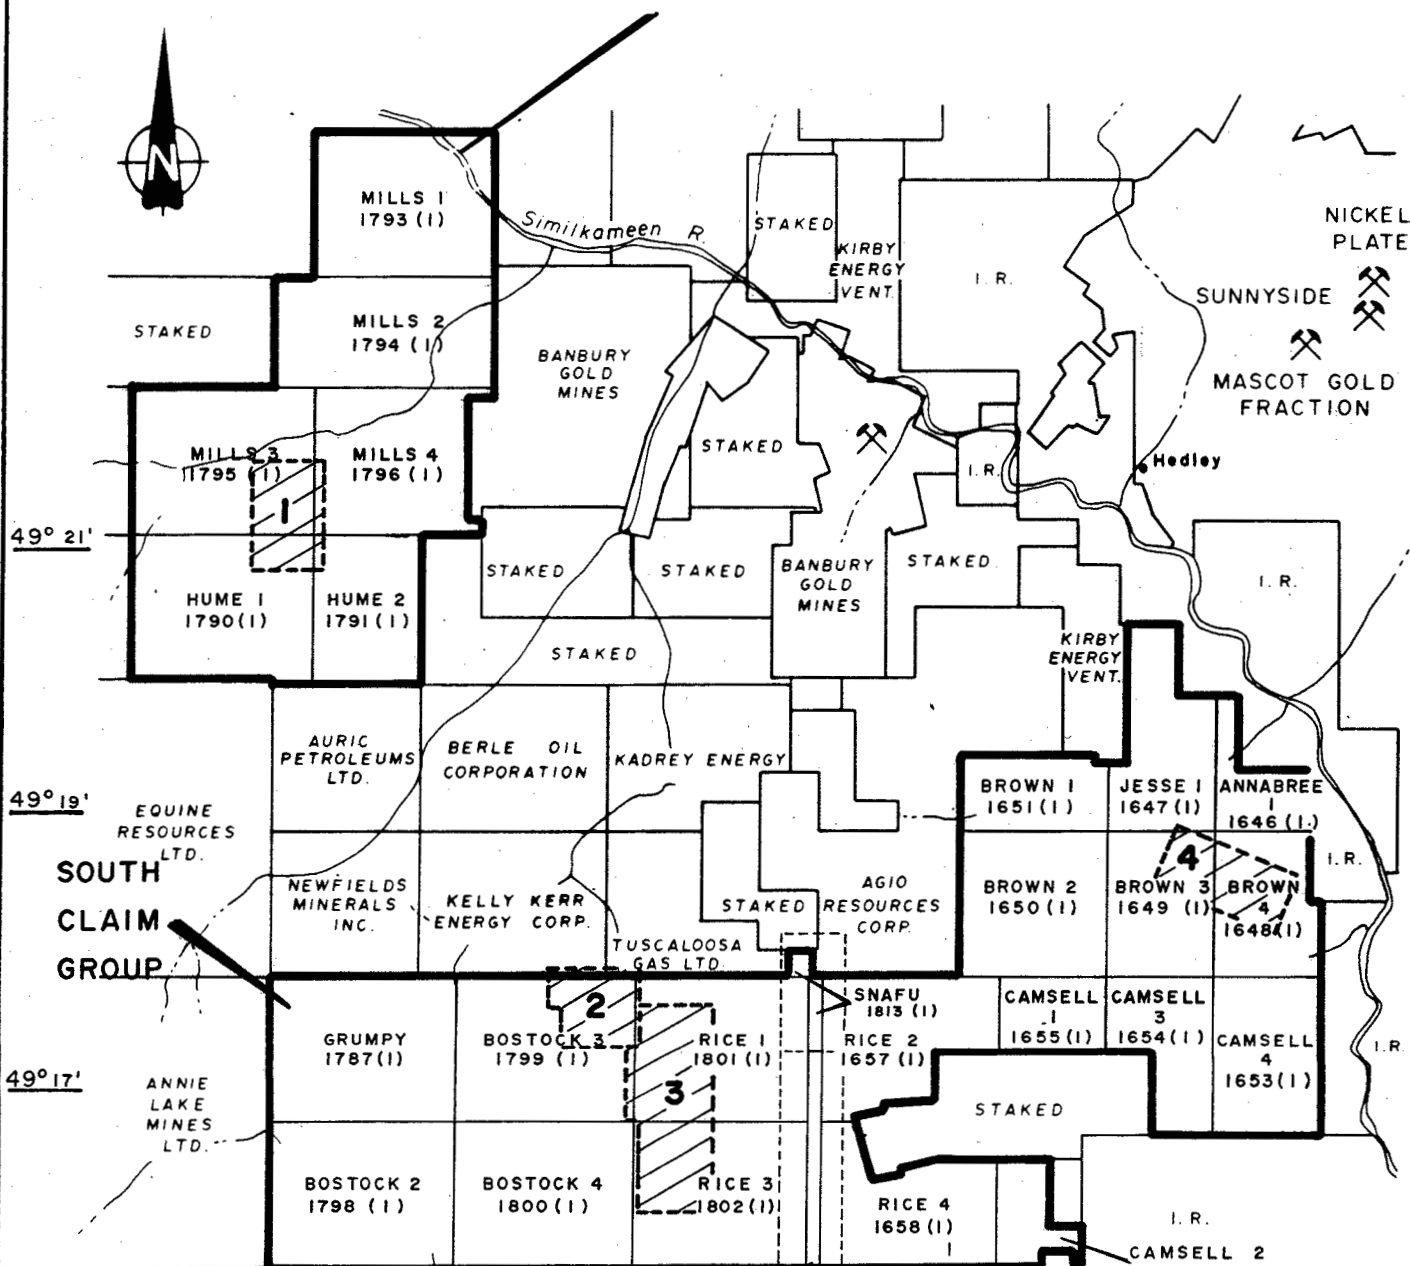 N
MILLS 1
1793 (1)
Similkameen R.
STAKED
KIRBY
ENERGY
VENT.
I. R.
NICKEL
PLATE
SUNNYSIDE
MASCOT GOLD
FRACTION
STAKED
MILLS 2
1794 (1)
BANBURY
GOLD
MINES
STAKED
MILLS 3
1795 (1)
MILLS 4
1796 (1)
1
I. R.
Hedley
49° 21'
STAKED
STAKED
BANBURY
GOLD
MINES
STAKED
I. R.
HUME 1
1790(1)
HUME 2
1791(1)
STAKED
KIRBY
ENERGY
VENT.
AURIC
PETROLEUMS
LTD.
BERLE OIL
CORPORATION
KADREY ENERGY
BROWN 1
1651(1)
JESSE 1
1647(1)
ANNABREE
1
1646 (1)
49° 19'
EQUINE
RESOURCES
LTD.
SOUTH
CLAIM
GROUP
NEWFIELDS
MINERALS
INC.
KELLY KERR
ENERGY CORP.
STAKED
AGIO
RESOURCES
CORP.
BROWN 2
1650 (1)
4
BROWN 3
1649 (1)
BROWN
4
1648(1)
I. R.
TUSCALOOSA
GAS LTD.
GRUMPY
1787(1)
2
BOSTOCK 3
1799 (1)
RICE 1
1801(1)
SNAFU
1813 (1)
RICE 2
1657 (1)
CAMSELL
1
1655(1)
CAMSELL
3
1654(1)
CAMSELL
4
1653(1)
I. R.
49° 17'
ANNIE
LAKE
MINES
LTD.
3
STAKED
BOSTOCK 2
1798 (1)
BOSTOCK 4
1800(1)
RICE 3
1802(1)
RICE 4
1658(1)
I. R.
CAMSELL 2